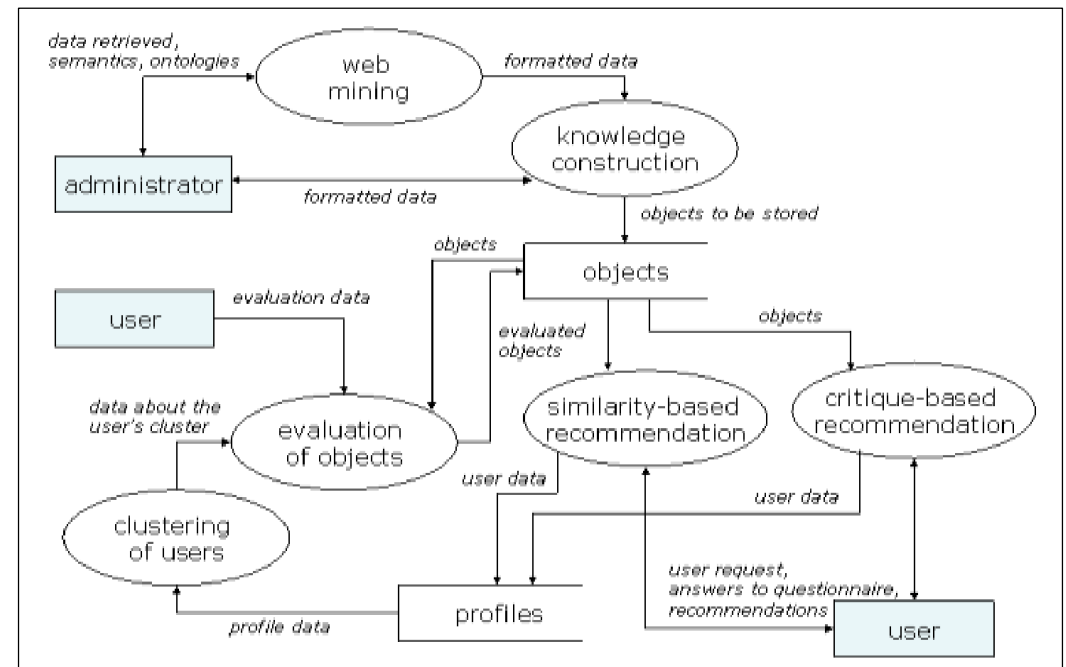 data retrieved,
semantics, ontologies
web
mining
formatted data
knowledge
construction
administrator
formatted data
objects to be stored
objects
objects
user
evaluation data
evaluated
objects
objects
data about the
user's cluster
evaluation
of objects
similarity-based
recommendation
critique-based
recommendation
user data
user data
clustering
of users
user request,
answers to questionnaire,
recommendations
profiles
profile data
user